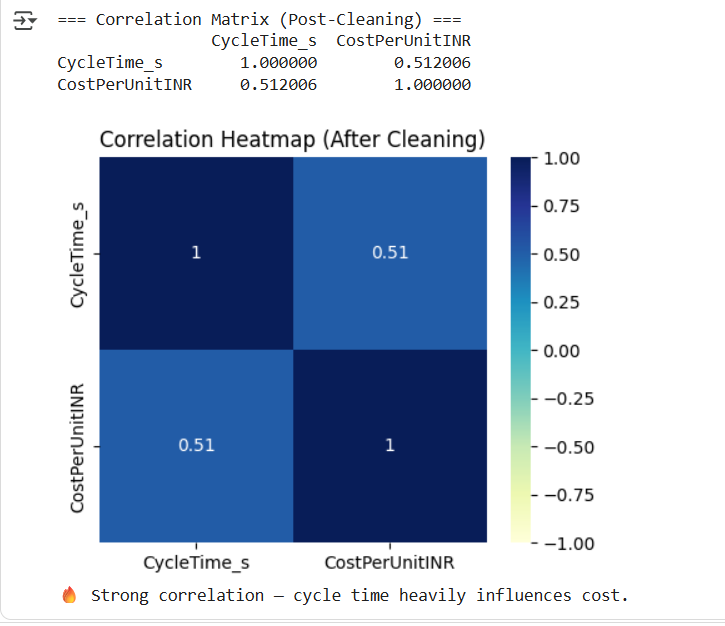 === Correlation Matrix (Post-Cleaning) ===
CycleTime_s CostPerUnitINR
CycleTime_s 1.000000 0.512006
CostPerUnitINR 0.512006 1.000000
Correlation Heatmap (After Cleaning)
CycleTime_s
CostPerUnitINR
1
0.51
0.51
1
CycleTime_s
CostPerUnitINR
1.00
0.75
0.50
0.25
0.00
−0.25
−0.50
−0.75
−1.00
🔥 Strong correlation — cycle time heavily influences cost.